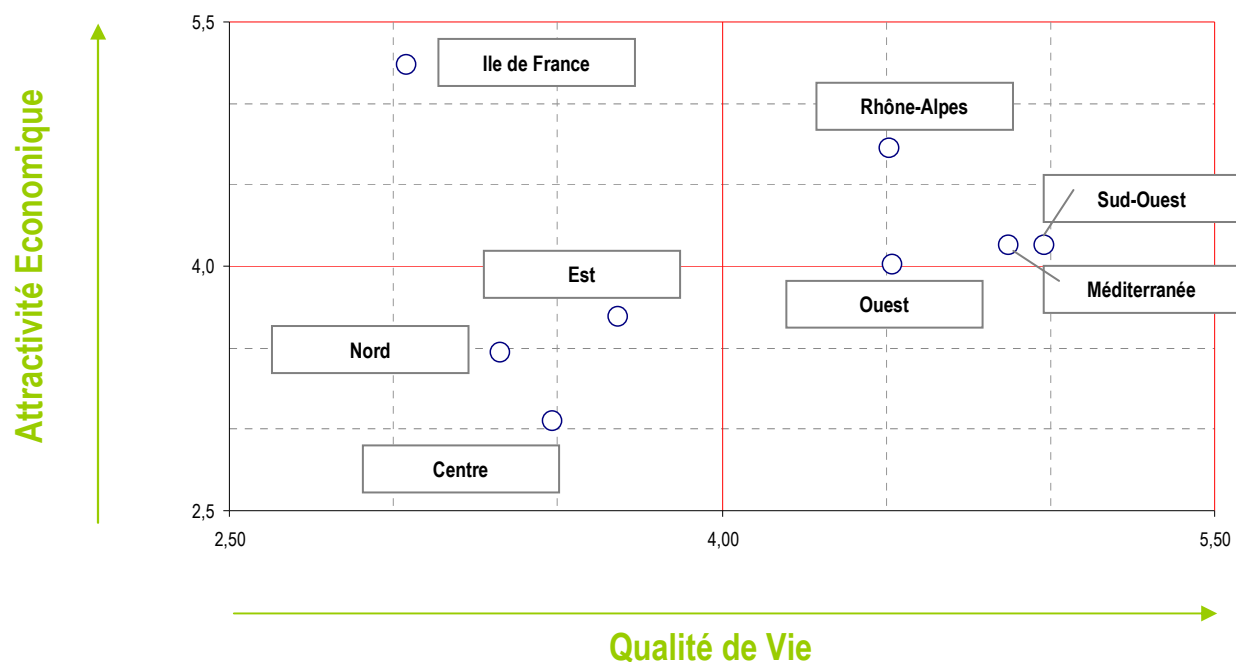 5,5
Ile de France
Rhône-Alpes
Sud-Ouest
4,0
Est
Méditerranée
Ouest
Nord
Centre
2,5
2,50
4,00
5,50
Attractivité Economique
Qualité de Vie